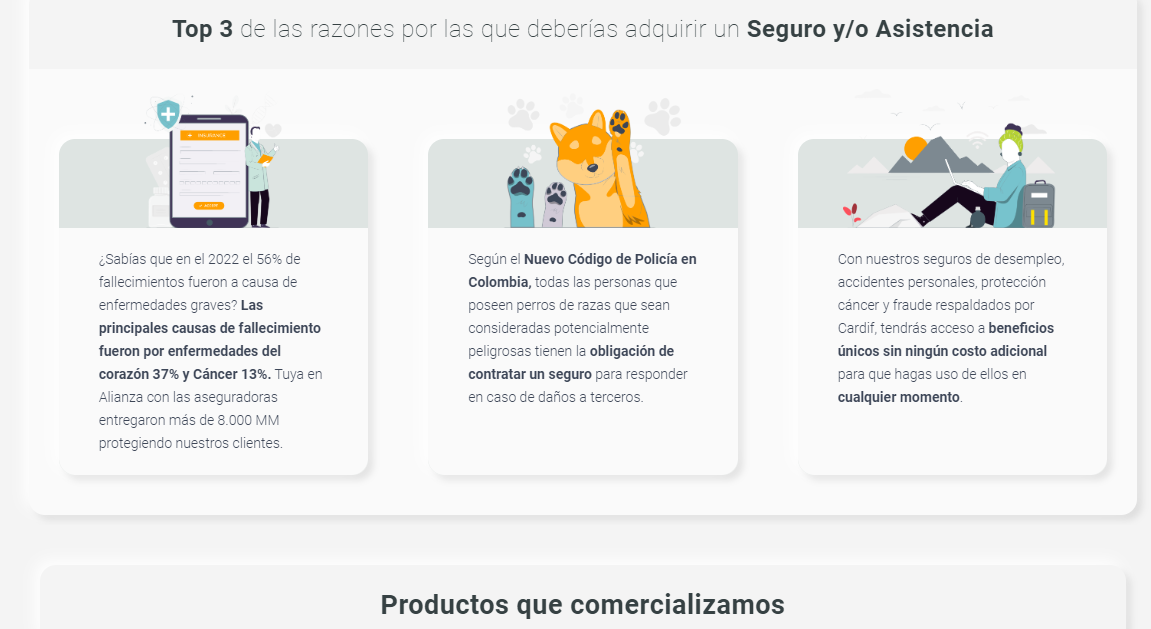 Top 3 de las razones por las que deberías adquirir un Seguro y/o Asistencia
INSURANCE
¿Sabías que en el 2022 el 56% de
fallecimientos fueron a causa de
enfermedades graves? Las
principales causas de fallecimiento
fueron por enfermedades del
corazón 37% y Cáncer 13%. Tuya en
Alianza con las aseguradoras
entregaron más de 8.000 MM
protegiendo nuestros clientes.
Según el Nuevo Código de Policía en
Colombia, todas las personas que
poseen perros de razas que sean
consideradas potencialmente
peligrosas tienen la obligación de
contratar un seguro para responder
en caso de daños a terceros.
Con nuestros seguros de desempleo,
accidentes personales, protección
cáncer y fraude respaldados por
Cardif, tendrás acceso a beneficios
únicos sin ningún costo adicional
para que hagas uso de ellos en
cualquier momento.
Productos que comercializamos